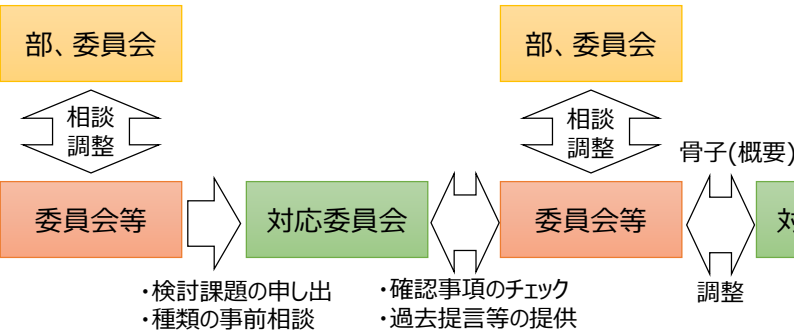 部、委員会
部、委員会
相談
調整
相談
調整
骨子(概要)
委員会等
対応委員会
委員会等
対
・検討課題の申し出
・種類の事前相談
・確認事項のチェック
・過去提言等の提供
調整